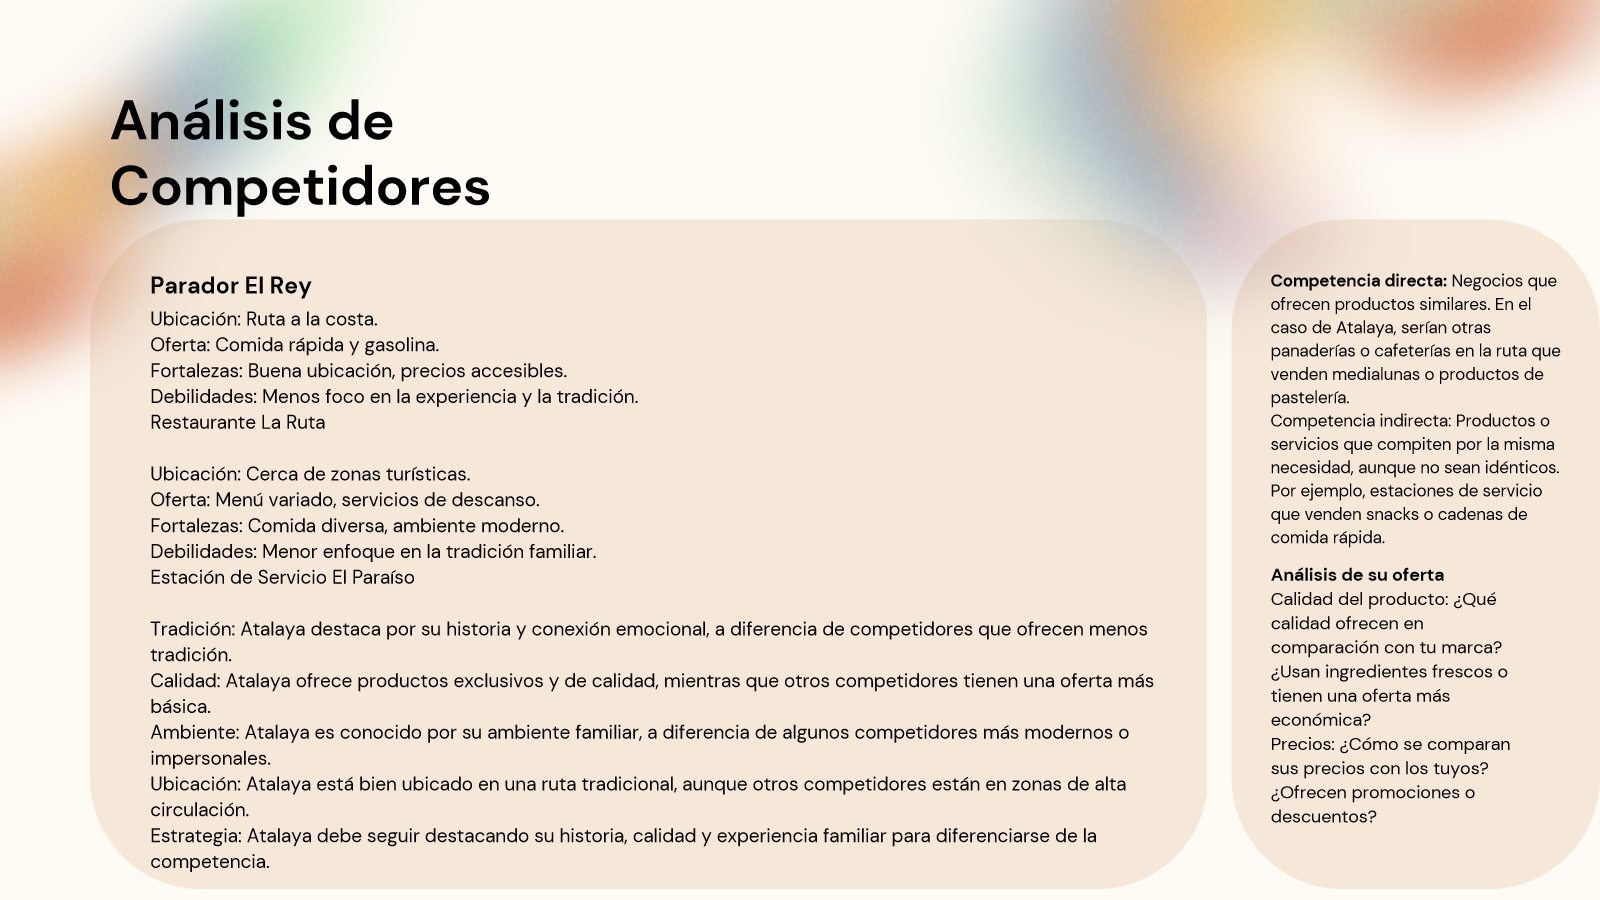 Análisis de
Competidores
Parador El Rey
Ubicación: Ruta a la costa.
Oferta: Comida rápida y gasolina.
Fortalezas: Buena ubicación, precios accesibles.
Debilidades: Menos foco en la experiencia y la tradición.
Restaurante La Ruta
Ubicación: Cerca de zonas turísticas.
Oferta: Menú variado, servicios de descanso.
Fortalezas: Comida diversa, ambiente moderno.
Debilidades: Menor enfoque en la tradición familiar.
Estación de Servicio El Paraíso
Tradición: Atalaya destaca por su historia y conexión emocional, a diferencia de competidores que ofrecen menos
tradición.
Calidad: Atalaya ofrece productos exclusivos y de calidad, mientras que otros competidores tienen una oferta más
básica.
Ambiente: Atalaya es conocido por su ambiente familiar, a diferencia de algunos competidores más modernos o
impersonales.
Ubicación: Atalaya está bien ubicado en una ruta tradicional, aunque otros competidores están en zonas de alta
circulación.
Estrategia: Atalaya debe seguir destacando su historia, calidad y experiencia familiar para diferenciarse de la
competencia.
Competencia directa: Negocios que
ofrecen productos similares. En el
caso de Atalaya, serían otras
panaderías o cafeterías en la ruta que
venden medialunas o productos de
pastelería.
Competencia indirecta: Productos o
servicios que compiten por la misma
necesidad, aunque no sean idénticos.
Por ejemplo, estaciones de servicio
que venden snacks o cadenas de
comida rápida.
Análisis de su oferta
Calidad del producto: ¿Qué
calidad ofrecen en
comparación con tu marca?
¿Usan ingredientes frescos o
tienen una oferta más
económica?
Precios: ¿Cómo se comparan
sus precios con los tuyos?
¿Ofrecen promociones o
descuentos?